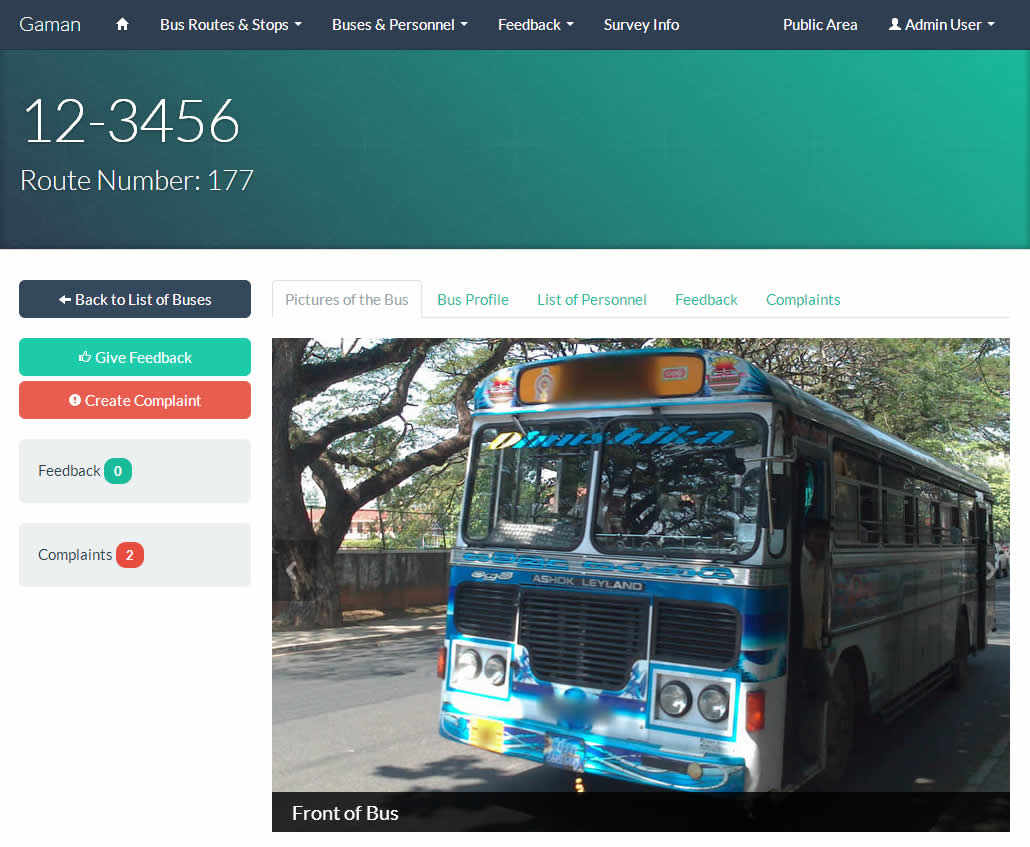 Gaman Bus Routes & Stops Buses & Personnel Feedback Survey Info Public Area Admin User
12-3456
Route Number: 177
Back to List of Buses
Give Feedback
Create Complaint
Feedback 0
Complaints 2
Pictures of the Bus Bus Profile List of Personnel Feedback Complaints
Dimushika
ASHOK LEYLAND
Front of Bus